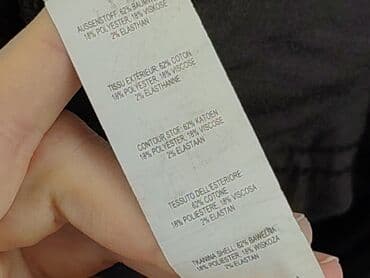 AUSSENSTOFF: 62% BAUMW
18% POLYESTER, 18% VISKOSE
2% ELASTHAN
TISSU EXTÉRIEUR: 62% COTON
18% POLYESTER, 18% VISCOSE
2% ELASTHANNE
CONTOUR STOF: 62% KATOEN
18% POLYESTER, 18% VISCOSE
2% ELASTAAN
TESSUTO DELL'ESTERIORE
62% COTONE
18% POLIESTERE, 18% VISCOSA
2% ELASTAN
TKANINA SHELL: 62% BAWEŁNA
18% POLIESTER, 18% WISKOZA
2% ELASTAN